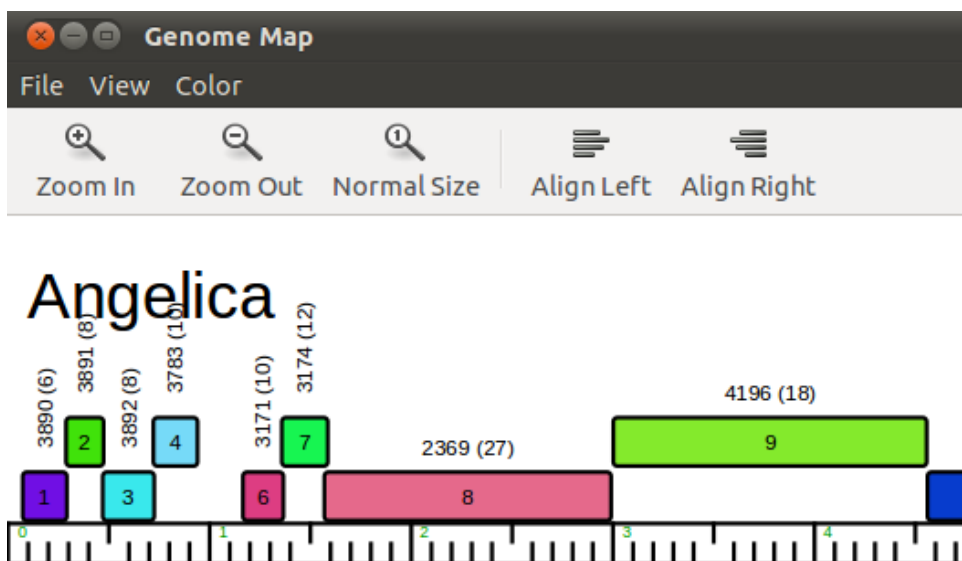 Genome Map
File View Color
Zoom In Zoom Out Normal Size Align Left Align Right
Angelica
3890 (6) 3891 (8) 3892 (8) 3783 (10) 3171 (10) 3174 (12) 2369 (27) 4196 (18)
2 4 7 9
1 3 6 8
0 1 2 3 4